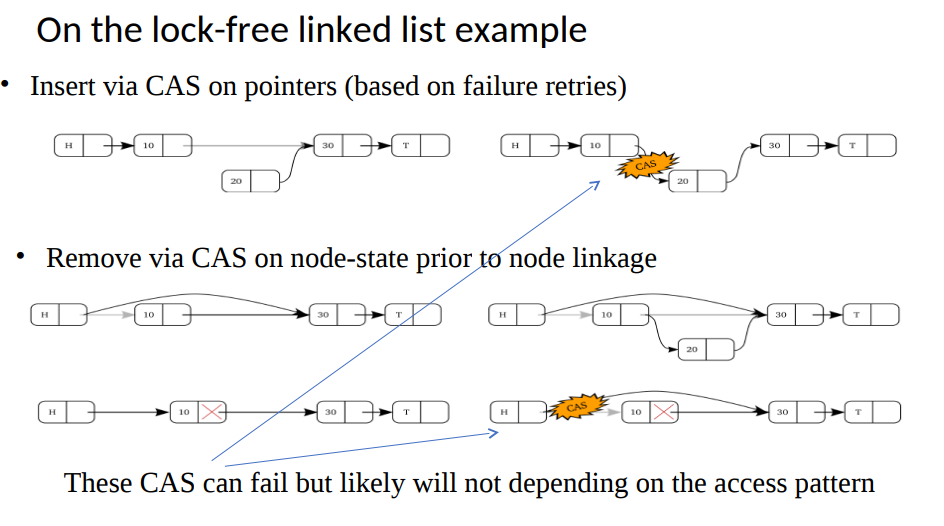 On the lock-free linked list example
• Insert via CAS on pointers (based on failure retries)
H 10 30 T
20
H 10 30 T
CAS
20
• Remove via CAS on node-state prior to node linkage
H 10 30 T
H 10 30 T
20
H 10 30 T
H CAS 10 30 T
These CAS can fail but likely will not depending on the access pattern